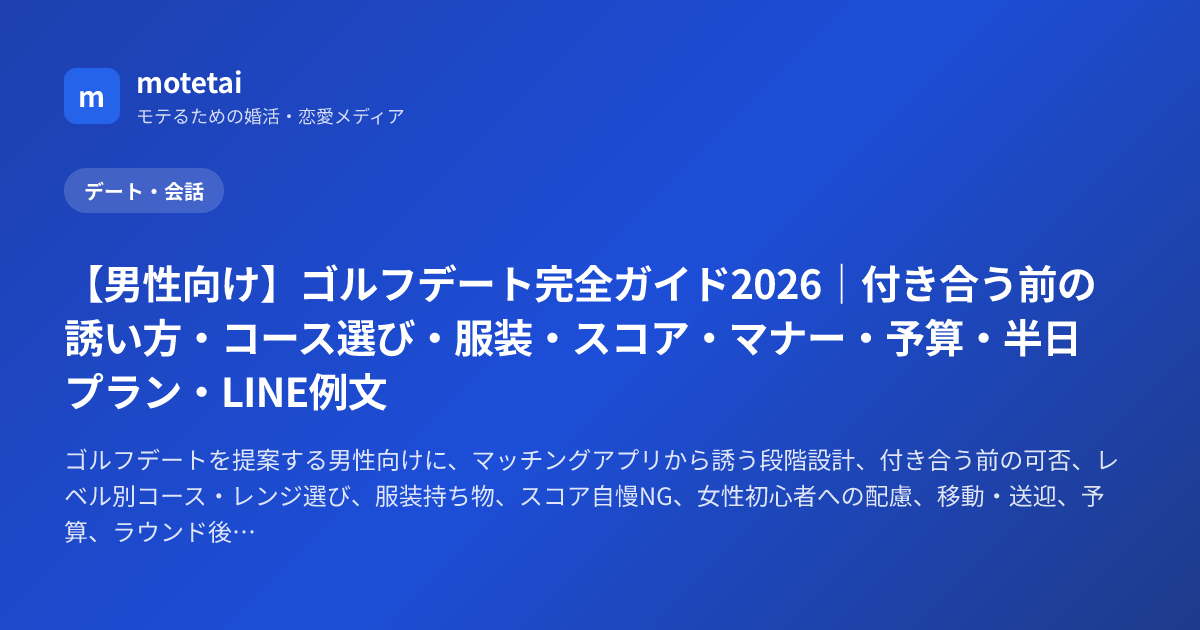 m
motetai
モテるための婚活・恋愛メディア
デート・会話
【男性向け】ゴルフデート完全ガイド2026｜付き合う前の
誘い方・コース選び・服装・スコア・マナー・予算・半日
プラン・LINE例文
ゴルフデートを提案する男性向けに、マッチングアプリから誘う段階設計、付き合う前の可否、レ
ベル別コース・レンジ選び、服装持ち物、スコア自慢NG、女性初心者への配慮、移動・送迎、予
算、ラウンド後…